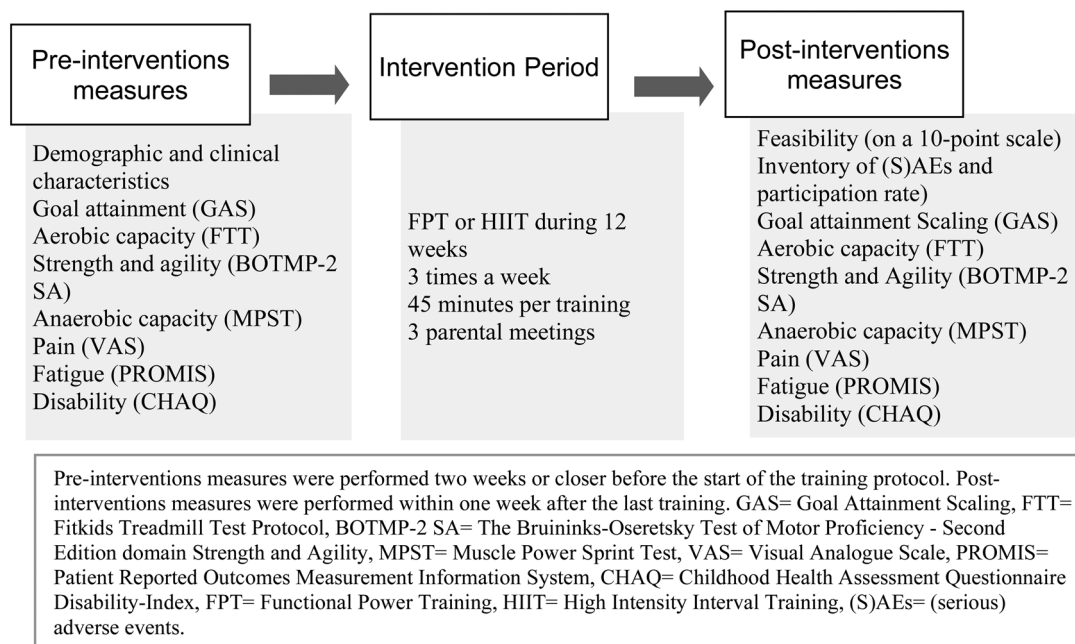 Pre-interventions
measures
Demographic and clinical
characteristics
Goal attainment (GAS)
Aerobic capacity (FTT)
Strength and agility (BOTMP-2
SA)
Anaerobic capacity (MPST)
Pain (VAS)
Fatigue (PROMIS)
Disability (CHAQ)
Intervention Period
FPT or HIIT during 12
weeks
3 times a week
45 minutes per training
3 parental meetings
Post-interventions
measures
Feasibility (on a 10-point scale)
Inventory of (S)AEs and
participation rate)
Goal attainment Scaling (GAS)
Aerobic capacity (FTT)
Strength and Agility (BOTMP-2
SA)
Anaerobic capacity (MPST)
Pain (VAS)
Fatigue (PROMIS)
Disability (CHAQ)
Pre-interventions measures were performed two weeks or closer before the start of the training protocol. Post-
interventions measures were performed within one week after the last training. GAS= Goal Attainment Scaling, FTT=
Fitkids Treadmill Test Protocol, BOTMP-2 SA= The Bruininks-Oseretsky Test of Motor Proficiency - Second
Edition domain Strength and Agility, MPST= Muscle Power Sprint Test, VAS= Visual Analogue Scale, PROMIS=
Patient Reported Outcomes Measurement Information System, CHAQ= Childhood Health Assessment Questionnaire
Disability-Index, FPT= Functional Power Training, HIIT= High Intensity Interval Training, (S)AEs= (serious)
adverse events.